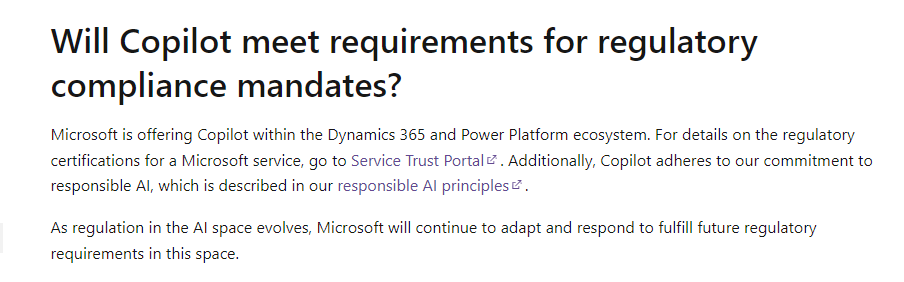 Will Copilot meet requirements for regulatory
compliance mandates?
Microsoft is offering Copilot within the Dynamics 365 and Power Platform ecosystem. For details on the regulatory
certifications for a Microsoft service, go to Service Trust Portal. Additionally, Copilot adheres to our commitment to
responsible AI, which is described in our responsible AI principles.
As regulation in the AI space evolves, Microsoft will continue to adapt and respond to fulfill future regulatory
requirements in this space.